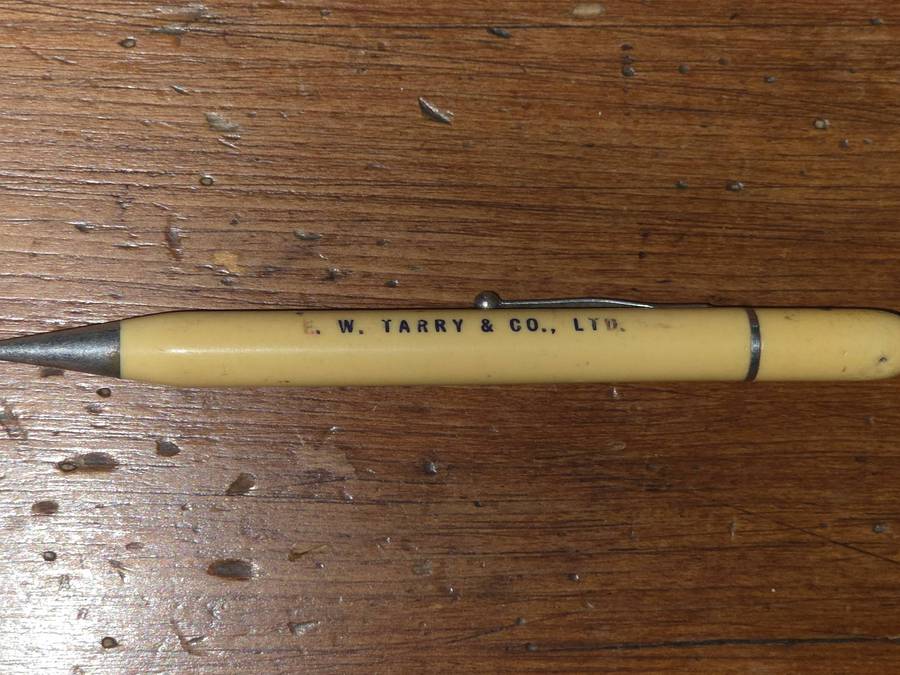 E. W. TARRY & CO., LTD.